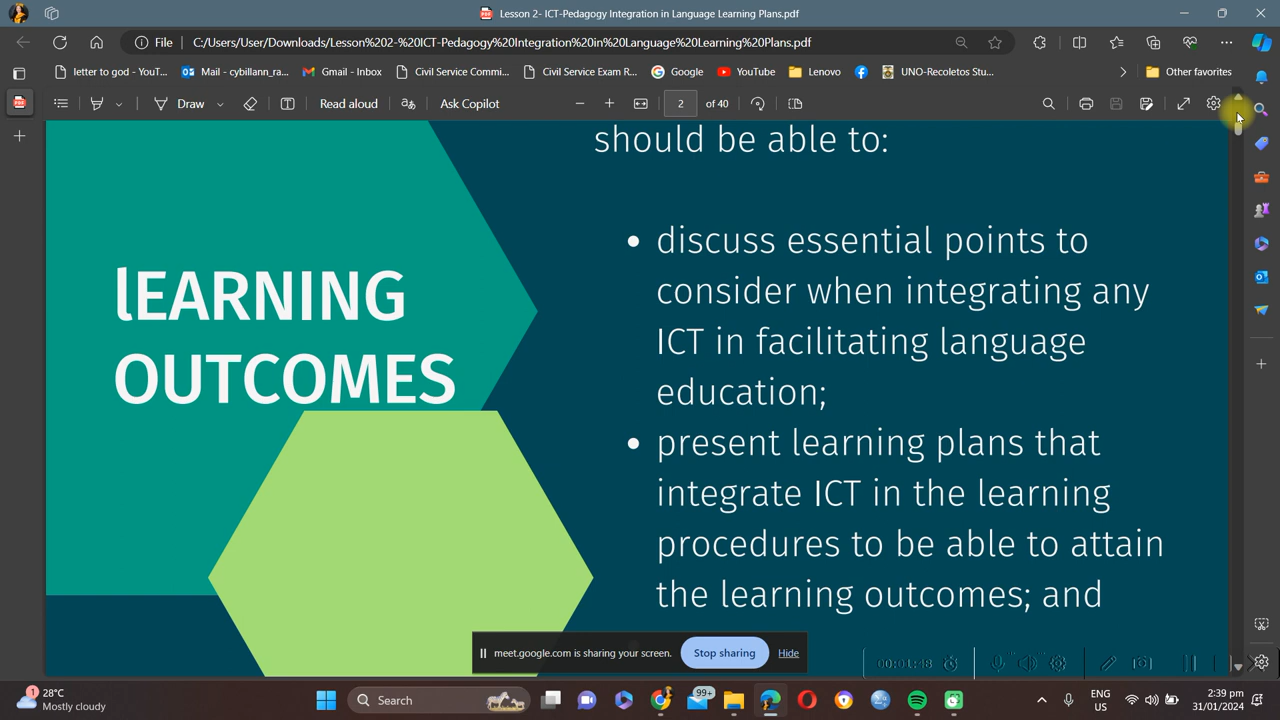 Lesson 2- ICT-Pedagogy Integration in Language Learning Plans.pdf
File C:/Users/User/Downloads/Lesson%202-%20ICT-Pedagogy%20Integration%20in%20Language%20Learning%20Plans.pdf
letter to god - YouT... Mail - cybillann_ra... Gmail - Inbox Civil Service Commi... Civil Service Exam R... Google YouTube Lenovo UNO-Recoletos Stu... Other favorites
Draw Read aloud Ask Copilot 2 of 40
should be able to:
lEARNING
OUTCOMES
• discuss essential points to
consider when integrating any
ICT in facilitating language
education;
• present learning plans that
integrate ICT in the learning
procedures to be able to attain
the learning outcomes; and
meet.google.com is sharing your screen. Stop sharing Hide
00:01:48
1
28°C
Mostly cloudy
Search
99+
ENG
US
2:39 pm
31/01/2024